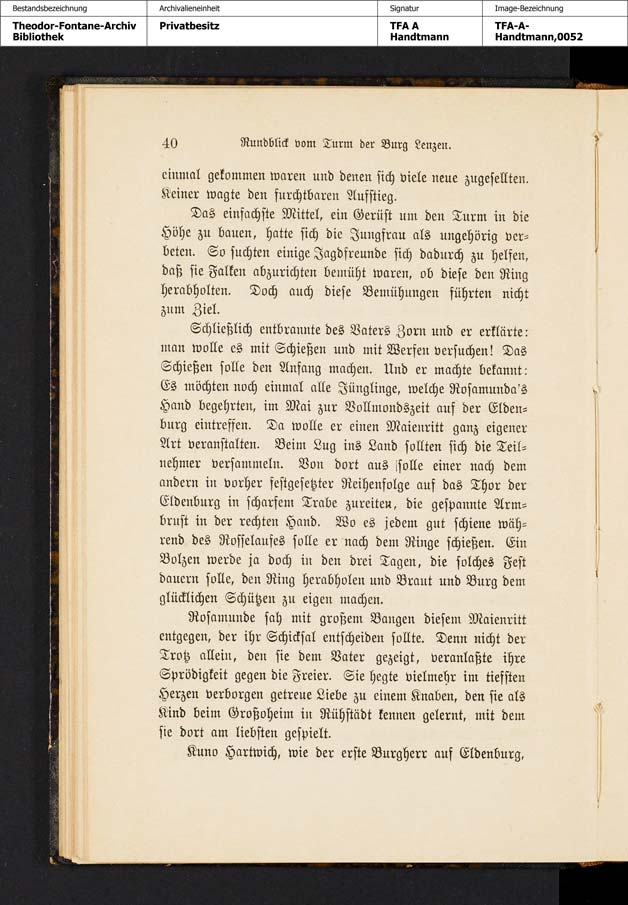 Bestandsbezeichnung
Archivalieneinheit
Signatur
Image-Bezeichnung
Theodor-Fontane-Archiv
Bibliothek
Privatbesitz
TFA A
Handtmann
TFA-A-
Handtmann,0052
40 Rundblick vom Turm der Burg Lenzen.
einmal gekommen waren und denen sich viele neue zugesellten.
Keiner wagte den furchtbaren Aufstieg.
Das einfachste Mittel, ein Gerüst um den Turm in die
Höhe zu bauen, hatte sich die Jungfrau als ungehörig ver-
beten. So suchten einige Jagdfreunde sich dadurch zu helfen,
daß sie Falken abzurichten bemüht waren, ob diese den Ring
herabholten. Doch auch diese Bemühungen führten nicht
zum Ziel.
Schließlich entbrannte des Vaters Zorn und er erklärte:
man wolle es mit Schießen und mit Werfen versuchen! Das
Schießen solle den Anfang machen. Und er machte bekannt:
Es möchten noch einmal alle Jünglinge, welche Rosamunda's
Hand begehrten, im Mai zur Vollmondszeit auf der Elden-
burg eintreffen. Da wolle er einen Maienritt ganz eigener
Art veranstalten. Beim Lug ins Land sollten sich die Teil-
nehmer versammeln. Von dort aus solle einer nach dem
andern in vorher festgesetzter Reihenfolge auf das Thor der
Eldenburg in scharfem Trabe zureiten, die gespannte Arm-
brust in der rechten Hand. Wo es jedem gut schiene wäh-
rend des Rosselaufes solle er nach dem Ringe schießen. Ein
Bolzen werde ja doch in den drei Tagen, die solches Fest
dauern solle, den Ring herabholen und Braut und Burg dem
glücklichen Schützen zu eigen machen.
Rosamunde sah mit großem Bangen diesem Maienritt
entgegen, der ihr Schicksal entscheiden sollte. Denn nicht der
Trotz allein, den sie dem Vater gezeigt, veranlaßte ihre
Sprödigkeit gegen die Freier. Sie hegte vielmehr im tiefsten
Herzen verborgen getreue Liebe zu einem Knaben, den sie als
Kind beim Großoheim in Rühstädt kennen gelernt, mit dem
sie dort am liebsten gespielt.
Kuno Hartwich, wie der erste Burgherr auf Eldenburg,